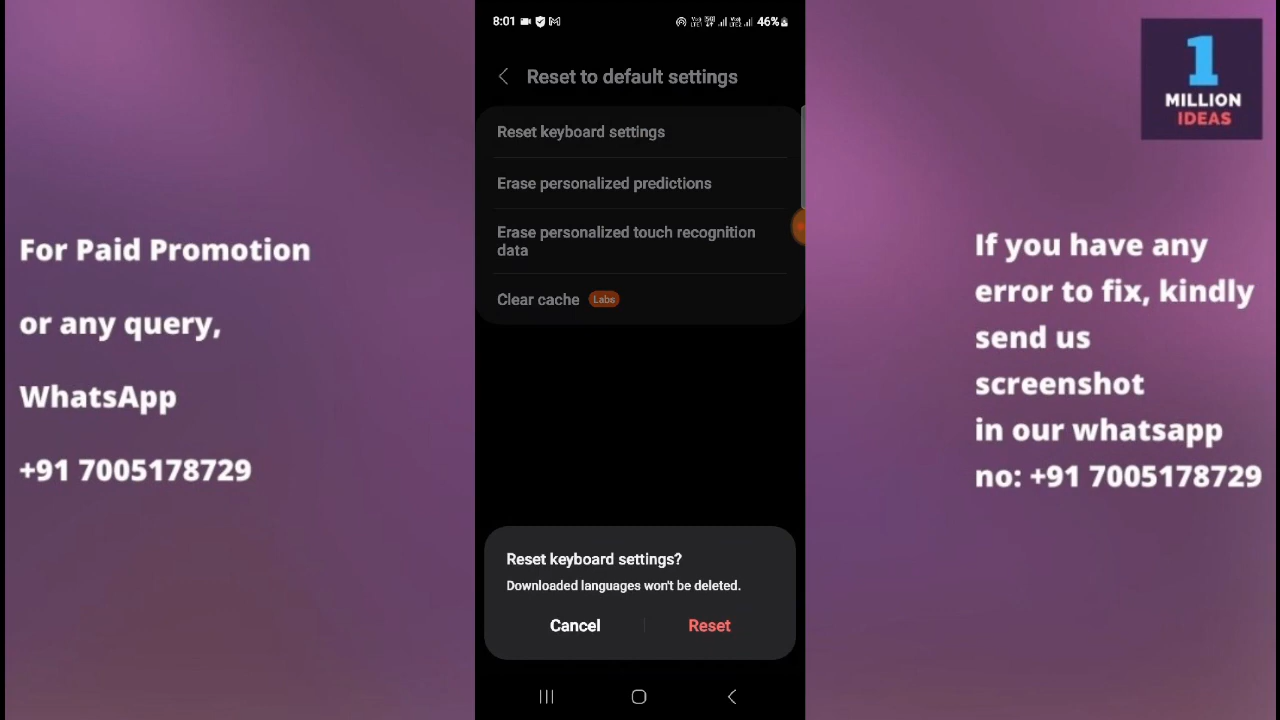 For Paid Promotion
or any query,
WhatsApp
+91 7005178729
8:01
46%
Reset to default settings
Reset keyboard settings
Erase personalized predictions
Erase personalized touch recognition
data
Clear cache Labs
Reset keyboard settings?
Downloaded languages won't be deleted.
Cancel
Reset
1
MILLION
IDEAS
If you have any
error to fix, kindly
send us
screenshot
in our whatsapp
no: +91 7005178729